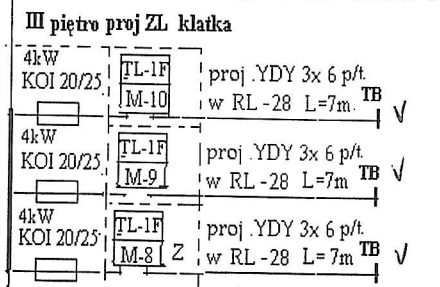 III piętro proj ZL klatka
4kW
KOI 20/25
TL-1F
M-10
proj .YDY 3x 6 p/t.
w RL -28 L=7m. TB
4kW
KOI 20/25
TL-1F
M-9
proj .YDY 3x 6 p/t.
w RL -28 L=7m TB
4kW
KOI 20/25
TL-1F
M-8 Z
proj .YDY 3x 6 p/t.
w RL -28 L=7m TB